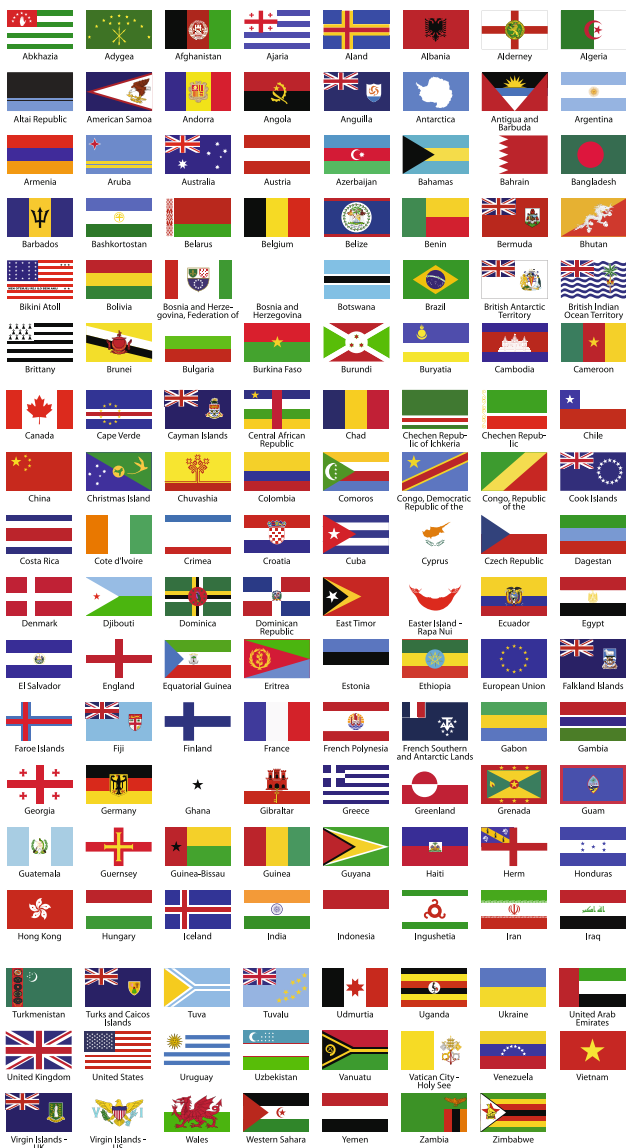 Abkhazia Adygea Afghanistan Ajaria Aland Albania Alderney Algeria
Altai Republic American Samoa Andorra Angola Anguilla Antarctica Antigua and Barbuda Argentina
Armenia Aruba Australia Austria Azerbaijan Bahamas Bahrain Bangladesh
Barbados Bashkortostan Belarus Belgium Belize Benin Bermuda Bhutan
Bikini Atoll Bolivia Bosnia and Herze-
govina, Federation of Bosnia and
Herzegovina Botswana Brazil British Antarctic
Territory British Indian
Ocean Territory
Brittany Brunei Bulgaria Burkina Faso Burundi Buryatia Cambodia Cameroon
Canada Cape Verde Cayman Islands Central African
Republic Chad Chechen Repub-
lic of Ichkeria Chechen Repub-
lic Chile
China Christmas Island Chuvashia Colombia Comoros Congo, Democratic
Republic of the Congo, Republic
of the Cook Islands
Costa Rica Cote d'Ivoire Crimea Croatia Cuba Cyprus Czech Republic Dagestan
Denmark Djibouti Dominica Dominican
Republic East Timor Easter Island -
Rapa Nui Ecuador Egypt
El Salvador England Equatorial Guinea Eritrea Estonia Ethiopia European Union Falkland Islands
Faroe Islands Fiji Finland France French Polynesia French Southern
and Antarctic Lands Gabon Gambia
Georgia Germany Ghana Gibraltar Greece Greenland Grenada Guam
Guatemala Guernsey Guinea-Bissau Guinea Guyana Haiti Herm Honduras
Hong Kong Hungary Iceland India Indonesia Ingushetia Iran Iraq
Turkmenistan Turks and Caicos
Islands Tuva Tuvalu Udmurtia Uganda Ukraine United Arab
Emirates
United Kingdom United States Uruguay Uzbekistan Vanuatu Vatican City -
Holy See Venezuela Vietnam
Virgin Islands -
UK Virgin Islands -
US Wales Western Sahara Yemen Zambia Zimbabwe